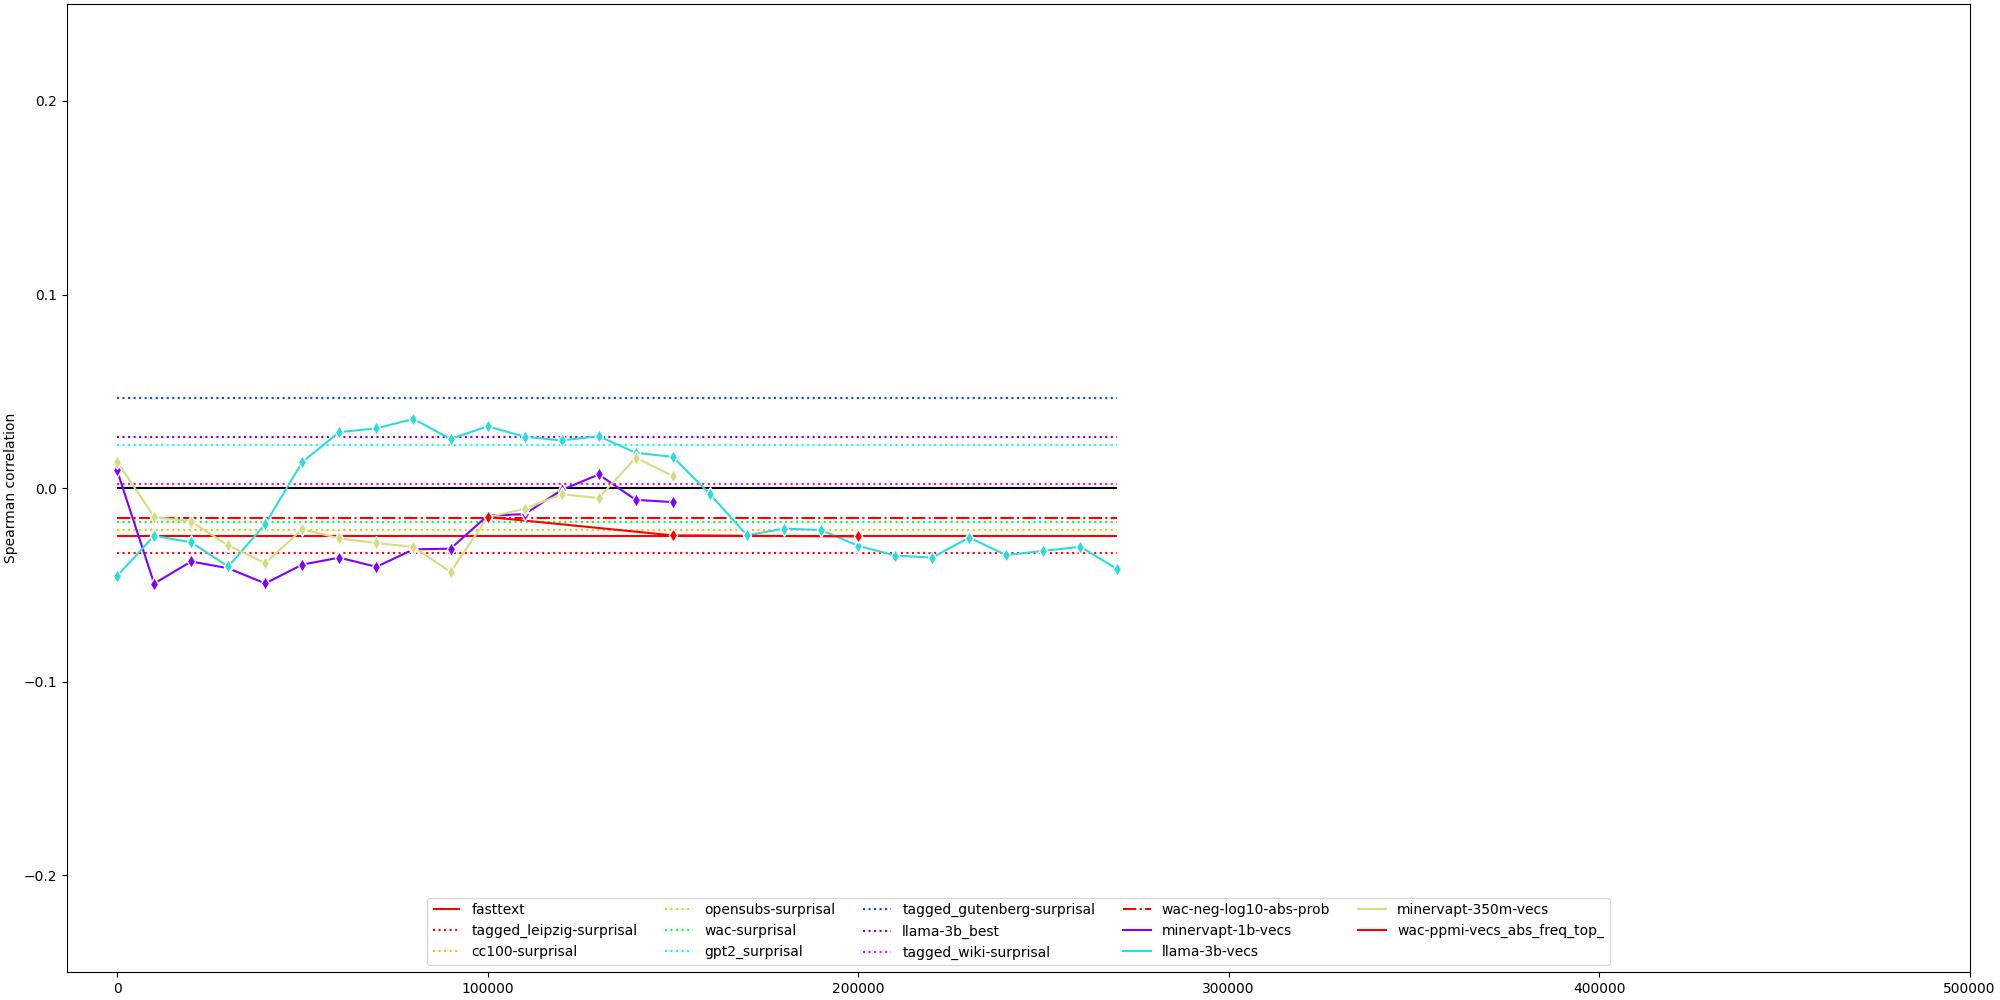 0.2
0.1
0.0
−0.1
−0.2
Spearman correlation
fasttext
tagged_leipzig-surprisal
cc100-surprisal
opensubs-surprisal
wac-surprisal
gpt2_surprisal
tagged_gutenberg-surprisal
llama-3b_best
tagged_wiki-surprisal
wac-neg-log10-abs-prob
minervapt-1b-vecs
llama-3b-vecs
minervapt-350m-vecs
wac-ppmi-vecs_abs_freq_top_
0 100000 200000 300000 400000 500000